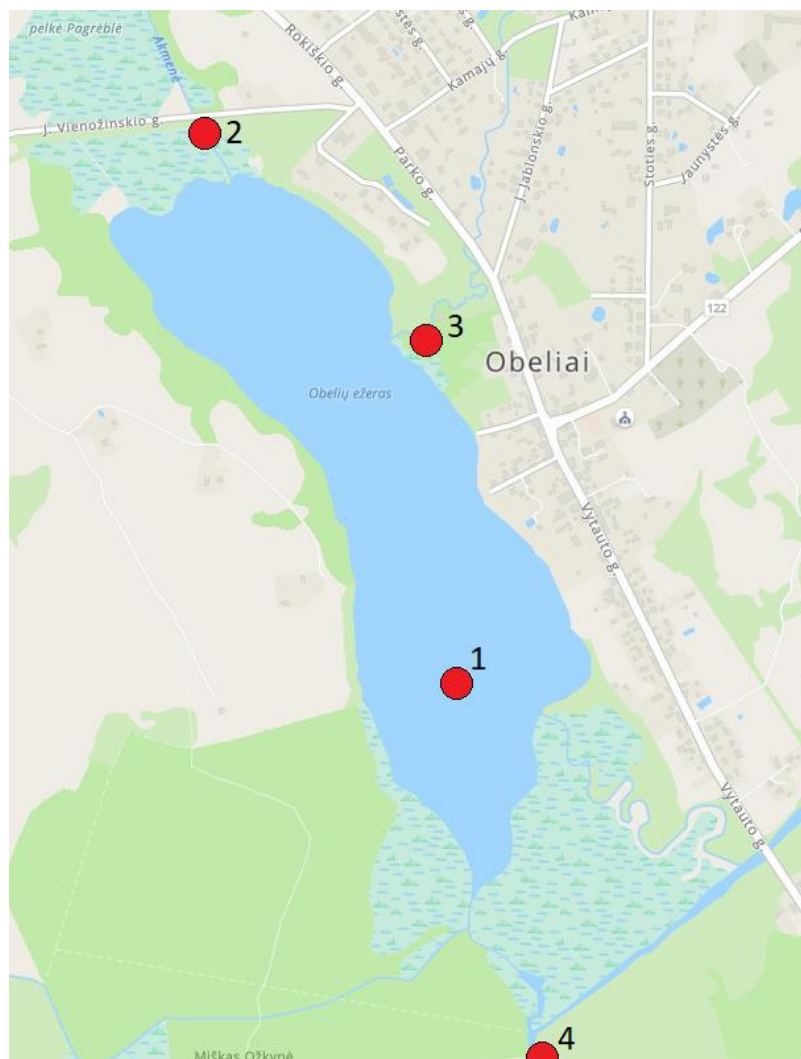 pelkė Pagrėblė
Akmenė
Rokiškio g.
Kamajų g.
J. Vienožinskio g.
2
Parko g.
J. Jablonskio g.
Stoties g.
Jaunystės g.
122
3
Obeliai
Obelių ežeras
Vytauto g.
1
Vytauto g.
4
Miškas Ožkynė